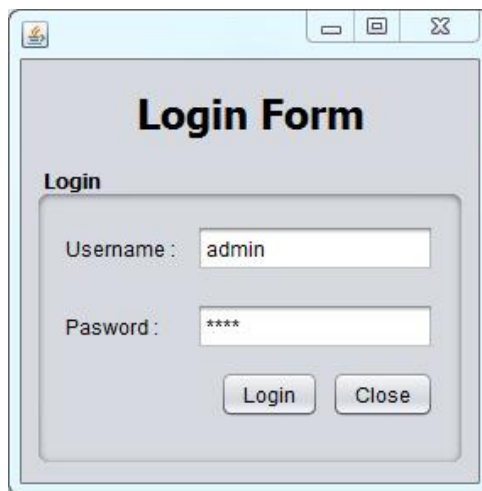 Login Form
Login
Username : admin
Pasword : ****
Login Close